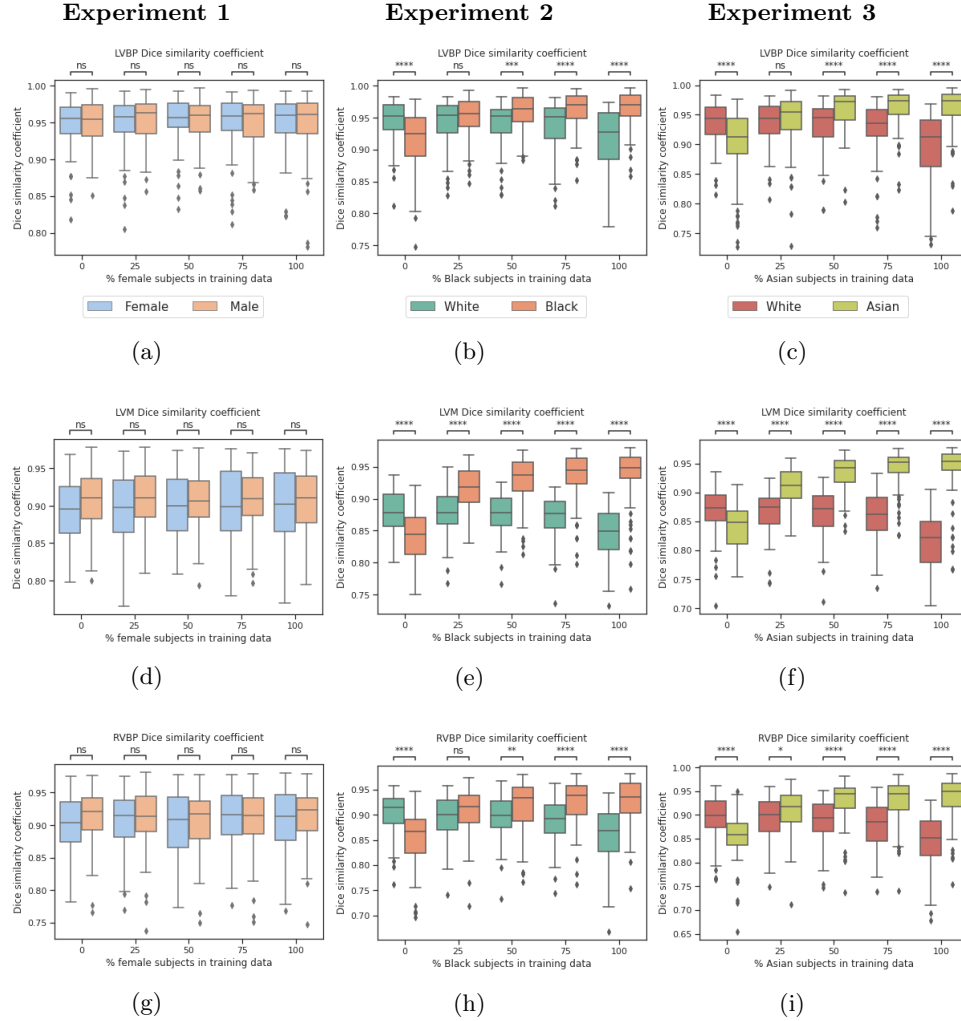 Experiment 1
Experiment 2
Experiment 3
LVBP Dice similarity coefficient
ns ns ns ns ns
Dice similarity coefficient
1.00
0.95
0.90
0.85
0.80
0 25 50 75 100
% female subjects in training data
Female Male
(a)
LVBP Dice similarity coefficient
**** ns *** **** ****
Dice similarity coefficient
1.00
0.95
0.90
0.85
0.80
0.75
0 25 50 75 100
% Black subjects in training data
White Black
(b)
LVBP Dice similarity coefficient
**** ns **** **** ****
Dice similarity coefficient
1.00
0.95
0.90
0.85
0.80
0.75
0 25 50 75 100
% Asian subjects in training data
White Asian
(c)
LVM Dice similarity coefficient
ns ns ns ns ns
Dice similarity coefficient
0.95
0.90
0.85
0.80
0 25 50 75 100
% female subjects in training data
(d)
LVM Dice similarity coefficient
**** **** **** **** ****
Dice similarity coefficient
0.95
0.90
0.85
0.80
0.75
0 25 50 75 100
% Black subjects in training data
(e)
LVM Dice similarity coefficient
**** **** **** **** ****
Dice similarity coefficient
0.95
0.90
0.85
0.80
0.75
0.70
0 25 50 75 100
% Asian subjects in training data
(f)
RVBP Dice similarity coefficient
ns ns ns ns ns
Dice similarity coefficient
0.95
0.90
0.85
0.80
0.75
0 25 50 75 100
% female subjects in training data
(g)
RVBP Dice similarity coefficient
**** ns ** **** ****
Dice similarity coefficient
1.00
0.95
0.90
0.85
0.80
0.75
0.70
0 25 50 75 100
% Black subjects in training data
(h)
RVBP Dice similarity coefficient
**** * **** **** ****
Dice similarity coefficient
1.00
0.95
0.90
0.85
0.80
0.75
0.70
0.65
0 25 50 75 100
% Asian subjects in training data
(i)